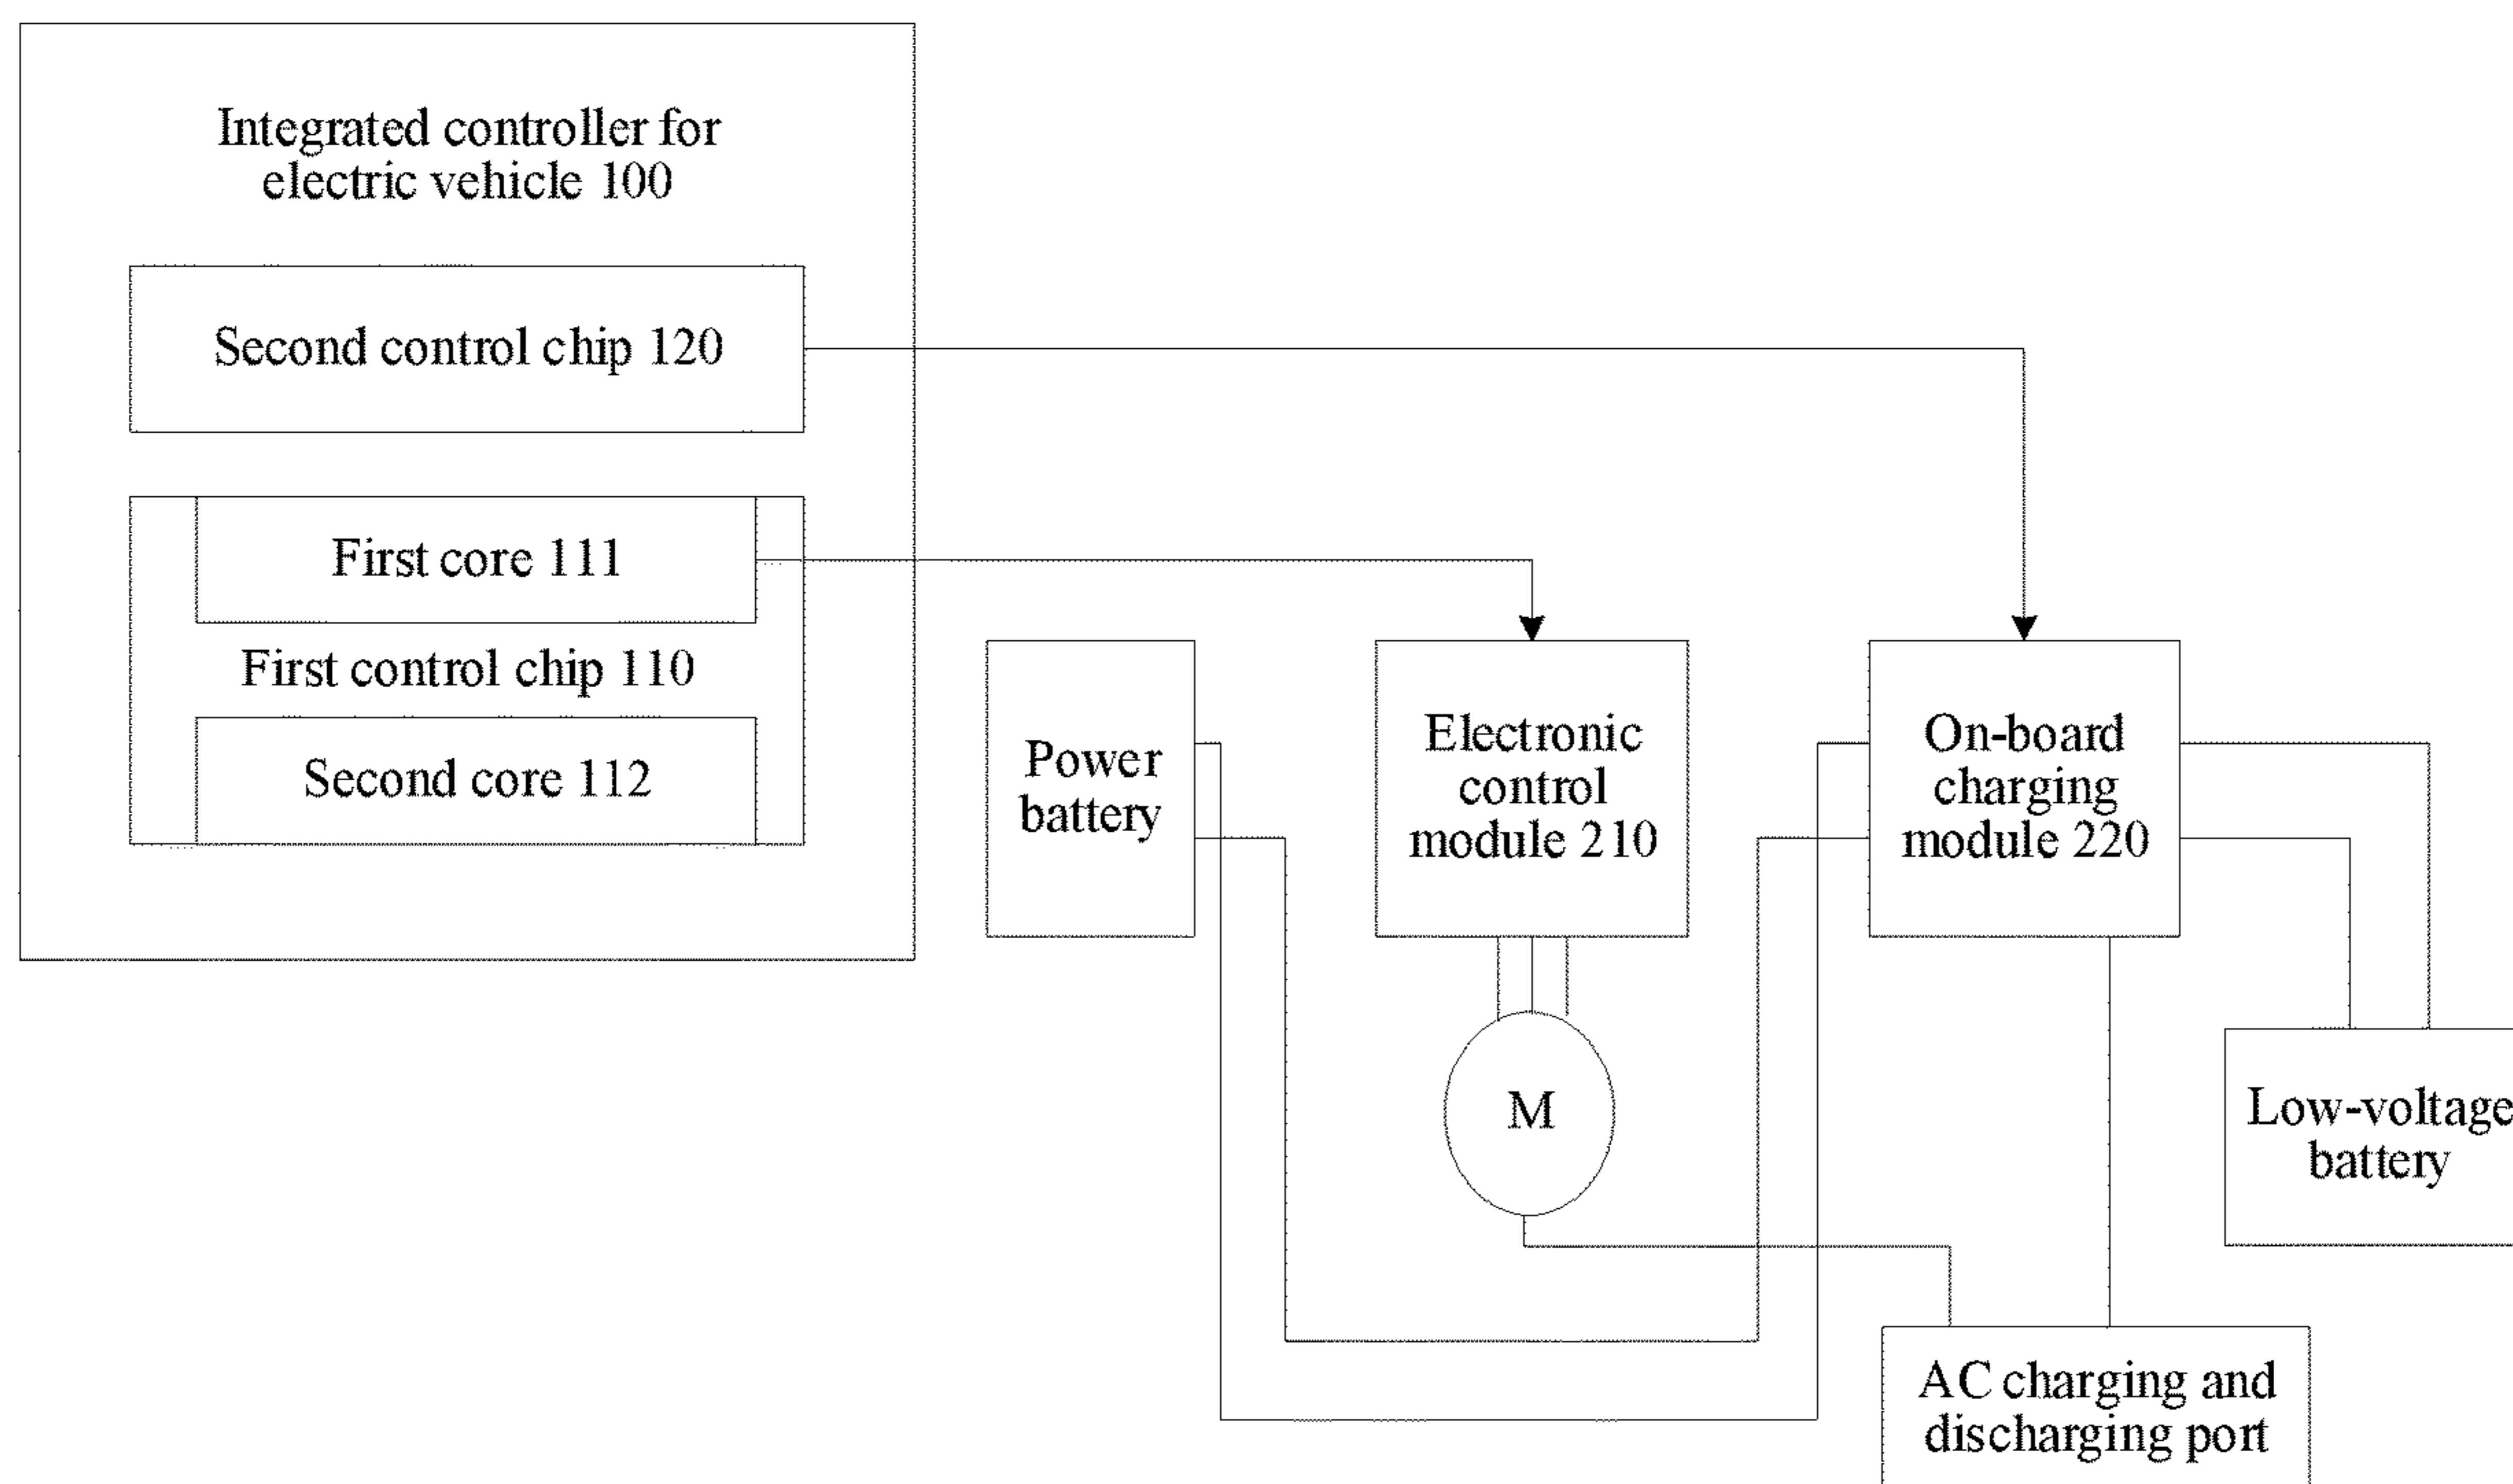 Integrated controller for
electric vehicle 100
Second control chip 120
First core 111
First control chip 110
Second core 112
Power
battery
Electronic
control
module 210
On-board
charging
module 220
M
Low-voltage
battery
AC charging and
discharging port